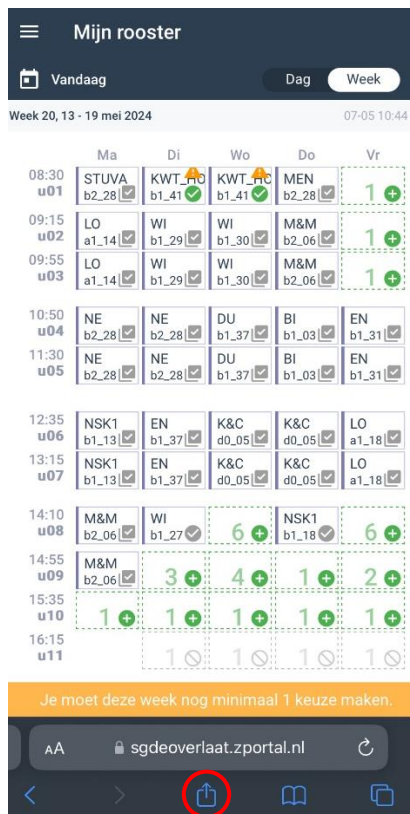 Mijn rooster
Vandaag Dag Week
Week 20, 13 - 19 mei 2024 07-05 10:44
Ma Di Wo Do Vr
08:30 STUVA KWT_HO KWT_HO MEN
u01 b2_28 b1_41 b1_41 b2_28 1
09:15 LO WI WI M&M
u02 a1_14 b1_29 b1_30 b2_06 1
09:55 LO WI WI M&M
u03 a1_14 b1_29 b1_30 b2_06 1
10:50 NE NE DU BI EN
u04 b2_28 b2_28 b1_37 b1_03 b1_31
11:30 NE NE DU BI EN
u05 b2_28 b2_28 b1_37 b1_03 b1_31
12:35 NSK1 EN K&C K&C LO
u06 b1_13 b1_37 d0_05 d0_05 a1_18
13:15 NSK1 EN K&C K&C LO
u07 b1_13 b1_37 d0_05 d0_05 a1_18
14:10 M&M WI NSK1
u08 b2_06 b1_27 6 b1_18 6
14:55 M&M
u09 b2_06 3 4 1 2
15:35
u10 1 1 1 1 1
16:15
u11 1 1 1 1
Je moet deze week nog minimaal 1 keuze maken.
AA sgdeoverlaat.zportal.nl